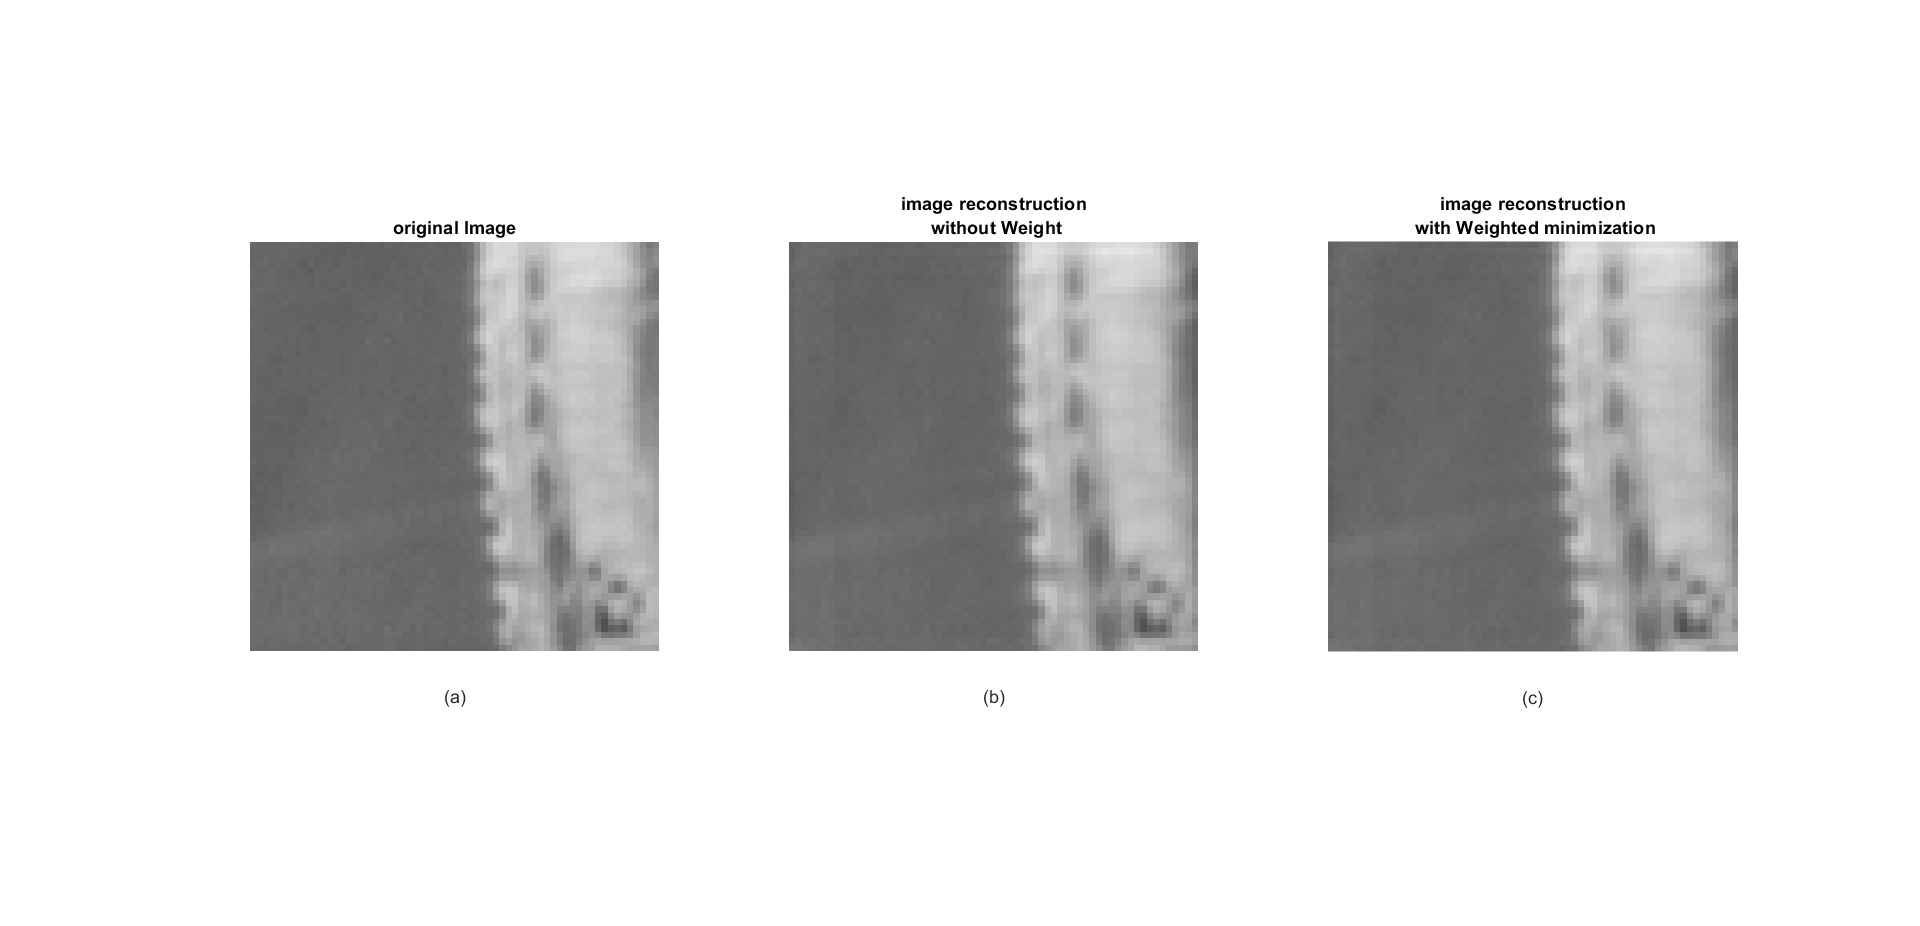 original Image
image reconstruction
without Weight
image reconstruction
with Weighted minimization
(a)
(b)
(c)